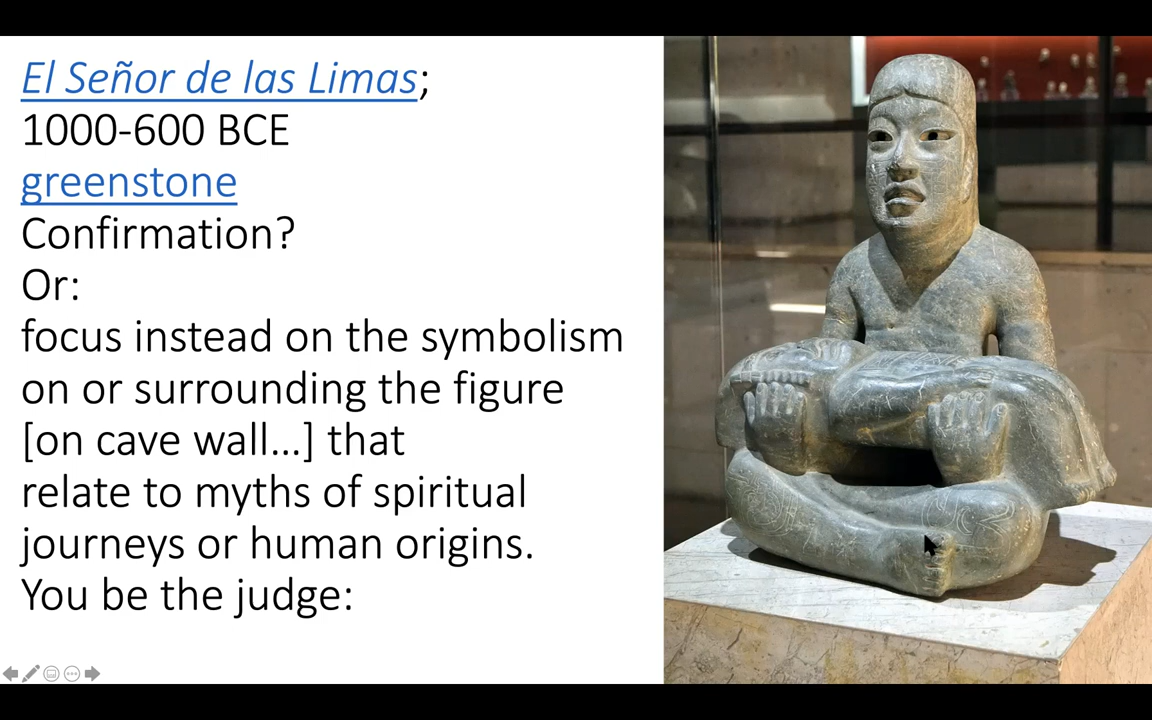 El Señor de las Limas;
1000-600 BCE
greenstone
Confirmation?
Or:
focus instead on the symbolism
on or surrounding the figure
[on cave wall...] that
relate to myths of spiritual
journeys or human origins.
You be the judge: